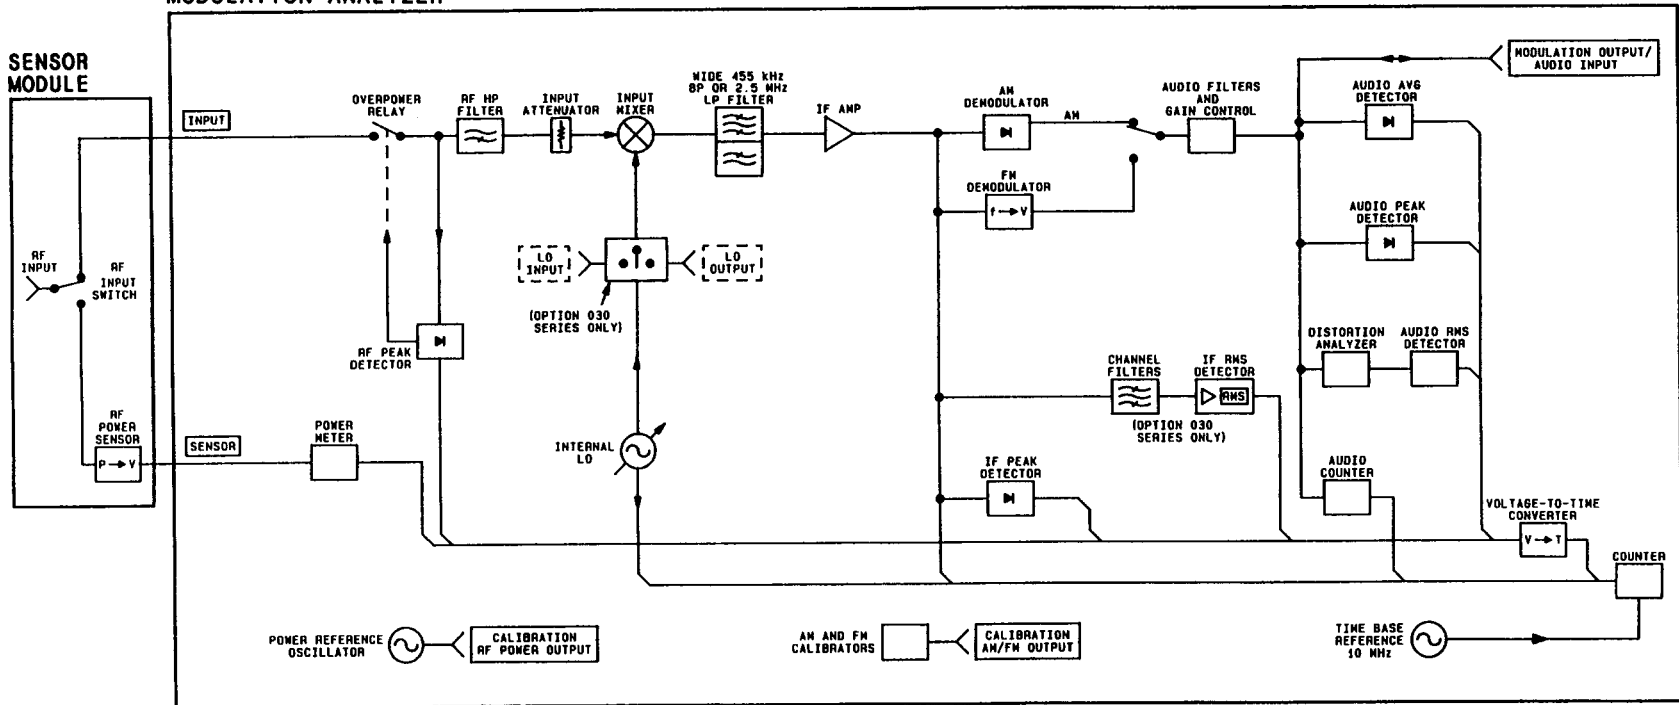 MODULATION ANALYZER
SENSOR
MODULE
RF
INPUT
RF
INPUT
SWITCH
RF
POWER
SENSOR
P → V
INPUT
SENSOR
OVERPOWER
RELAY
RF HP
FILTER
INPUT
ATTENUATOR
INPUT
MIXER
WIDE 455 kHz
BP OR 2.5 MHz
LP FILTER
IF AMP
AM
DEMODULATOR
AM
AUDIO FILTERS
AND
GAIN CONTROL
MODULATION OUTPUT/
AUDIO INPUT
AUDIO AVG
DETECTOR
FM
DEMODULATOR
f → V
AUDIO PEAK
DETECTOR
LO
INPUT
LO
OUTPUT
(OPTION 030
SERIES ONLY)
RF PEAK
DETECTOR
DISTORTION
ANALYZER
AUDIO RMS
DETECTOR
CHANNEL
FILTERS
IF RMS
DETECTOR
RMS
(OPTION 030
SERIES ONLY)
POWER
METER
INTERNAL
LO
IF PEAK
DETECTOR
AUDIO
COUNTER
VOLTAGE-TO-TIME
CONVERTER
V → T
COUNTER
POWER REFERENCE
OSCILLATOR
CALIBRATION
RF POWER OUTPUT
AM AND FM
CALIBRATORS
CALIBRATION
AM/FM OUTPUT
TIME BASE
REFERENCE
10 MHz